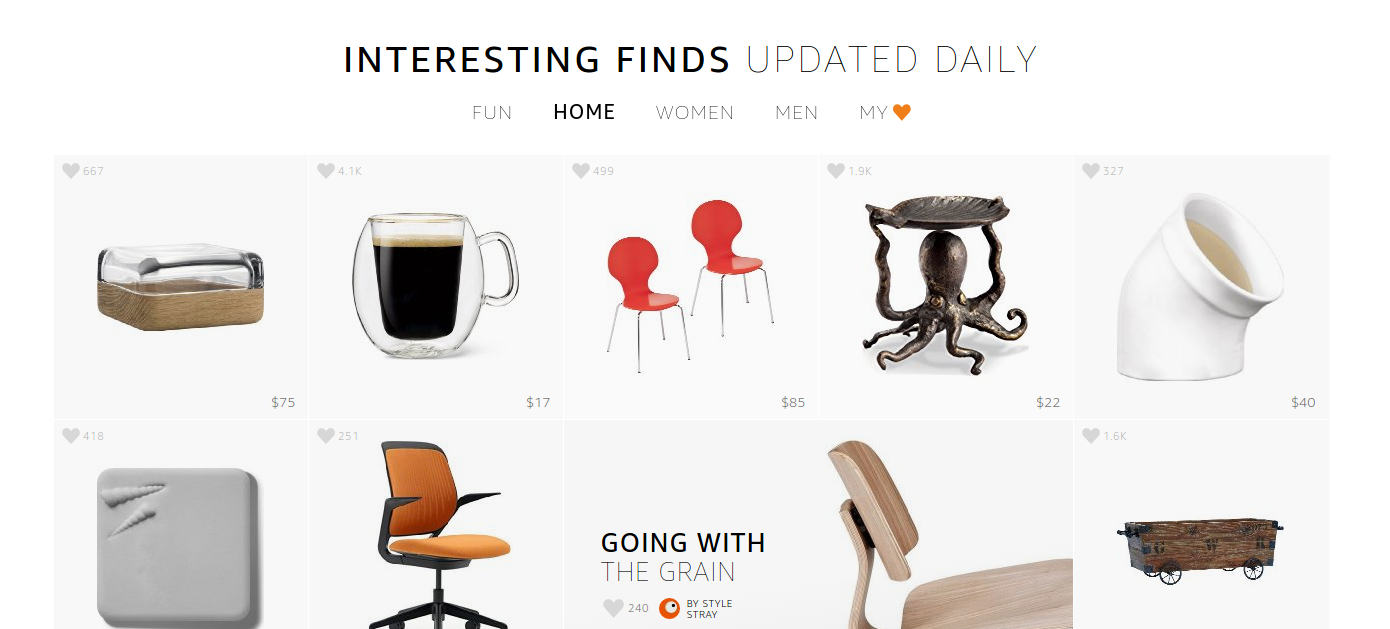 INTERESTING FINDS UPDATED DAILY
FUN HOME WOMEN MEN MY
667 4.1K 499 1.9K 327
$75 $17 $85 $22 $40
418 251 1.6K
GOING WITH
THE GRAIN
240 BY STYLE
STRAY